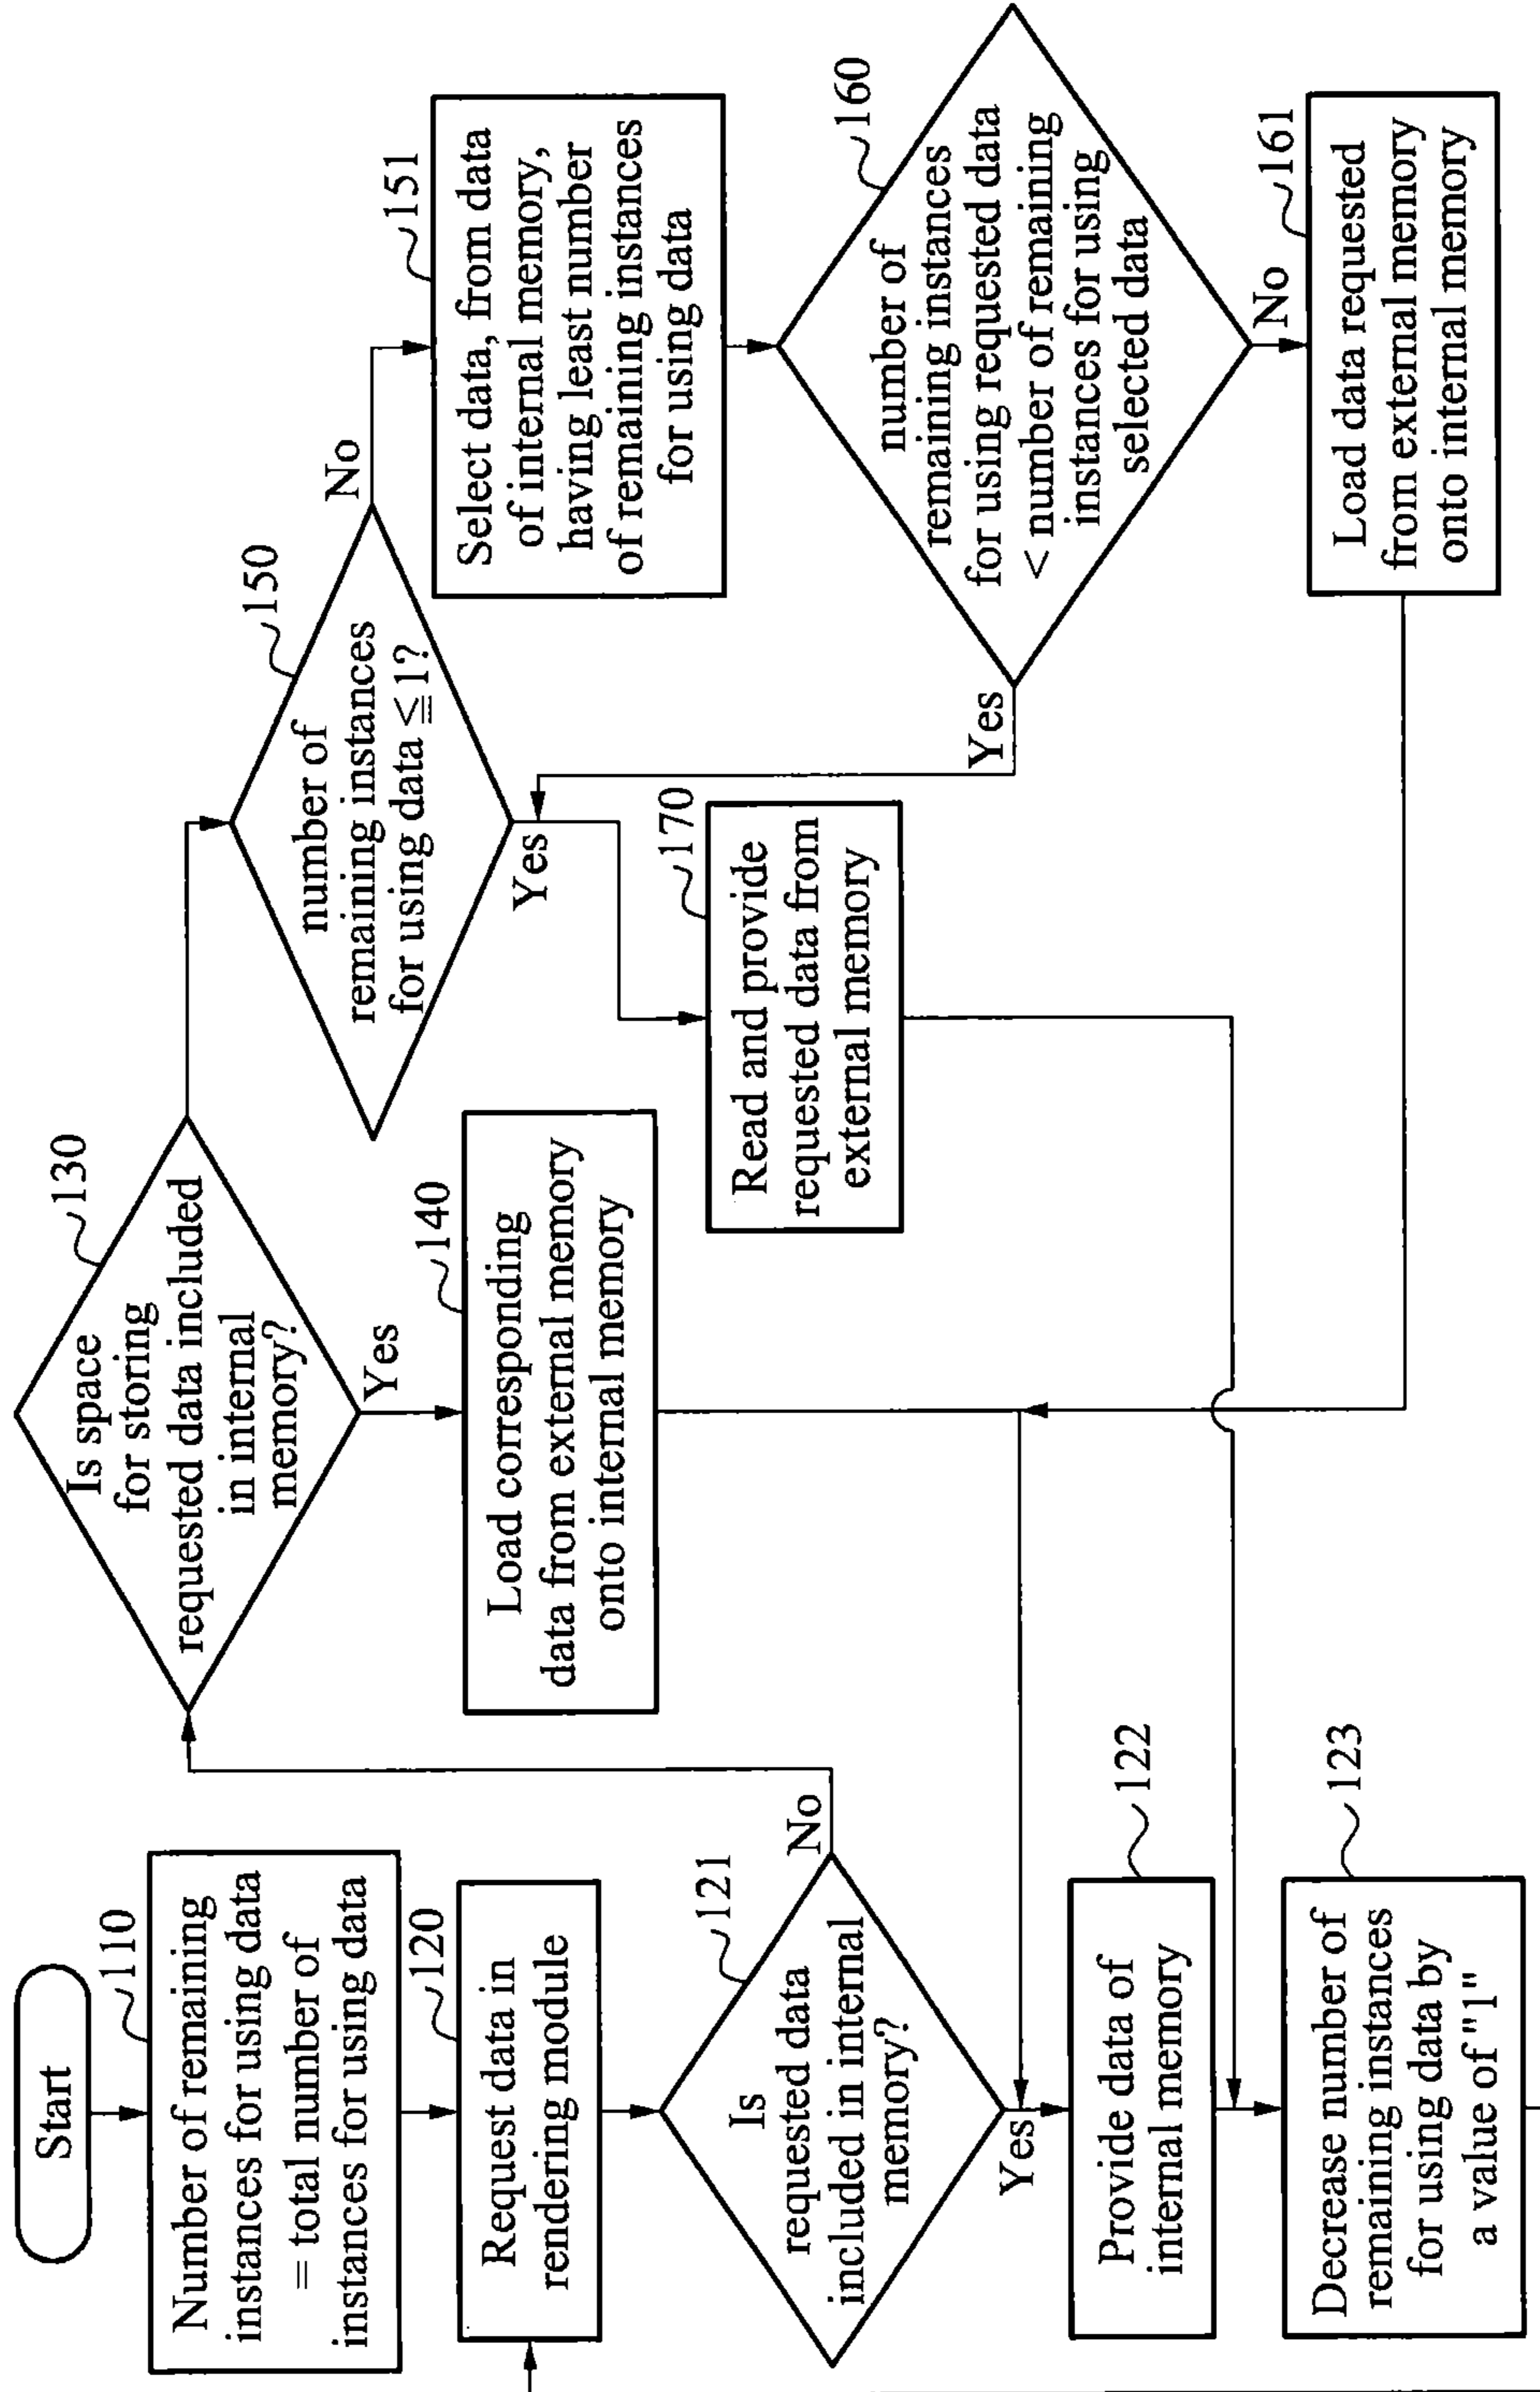 Start
110
Number of remaining
instances for using data
= total number of
instances for using data
120
Request data in
rendering module
121
Is
requested data
included in internal
memory?
No
Yes
122
Provide data of
internal memory
123
Decrease number of
remaining instances
for using data by
a value of "1"
130
Is space
for storing
requested data included
in internal
memory?
Yes
140
Load corresponding
data from external memory
onto internal memory
150
number of
remaining instances
for using data ≦1?
No
Yes
170
Read and provide
requested data from
external memory
151
Select data, from data
of internal memory,
having least number
of remaining instances
for using data
160
number of
remaining instances
for using requested data
< number of remaining
instances for using
selected data
Yes
No
161
Load data requested
from external memory
onto internal memory